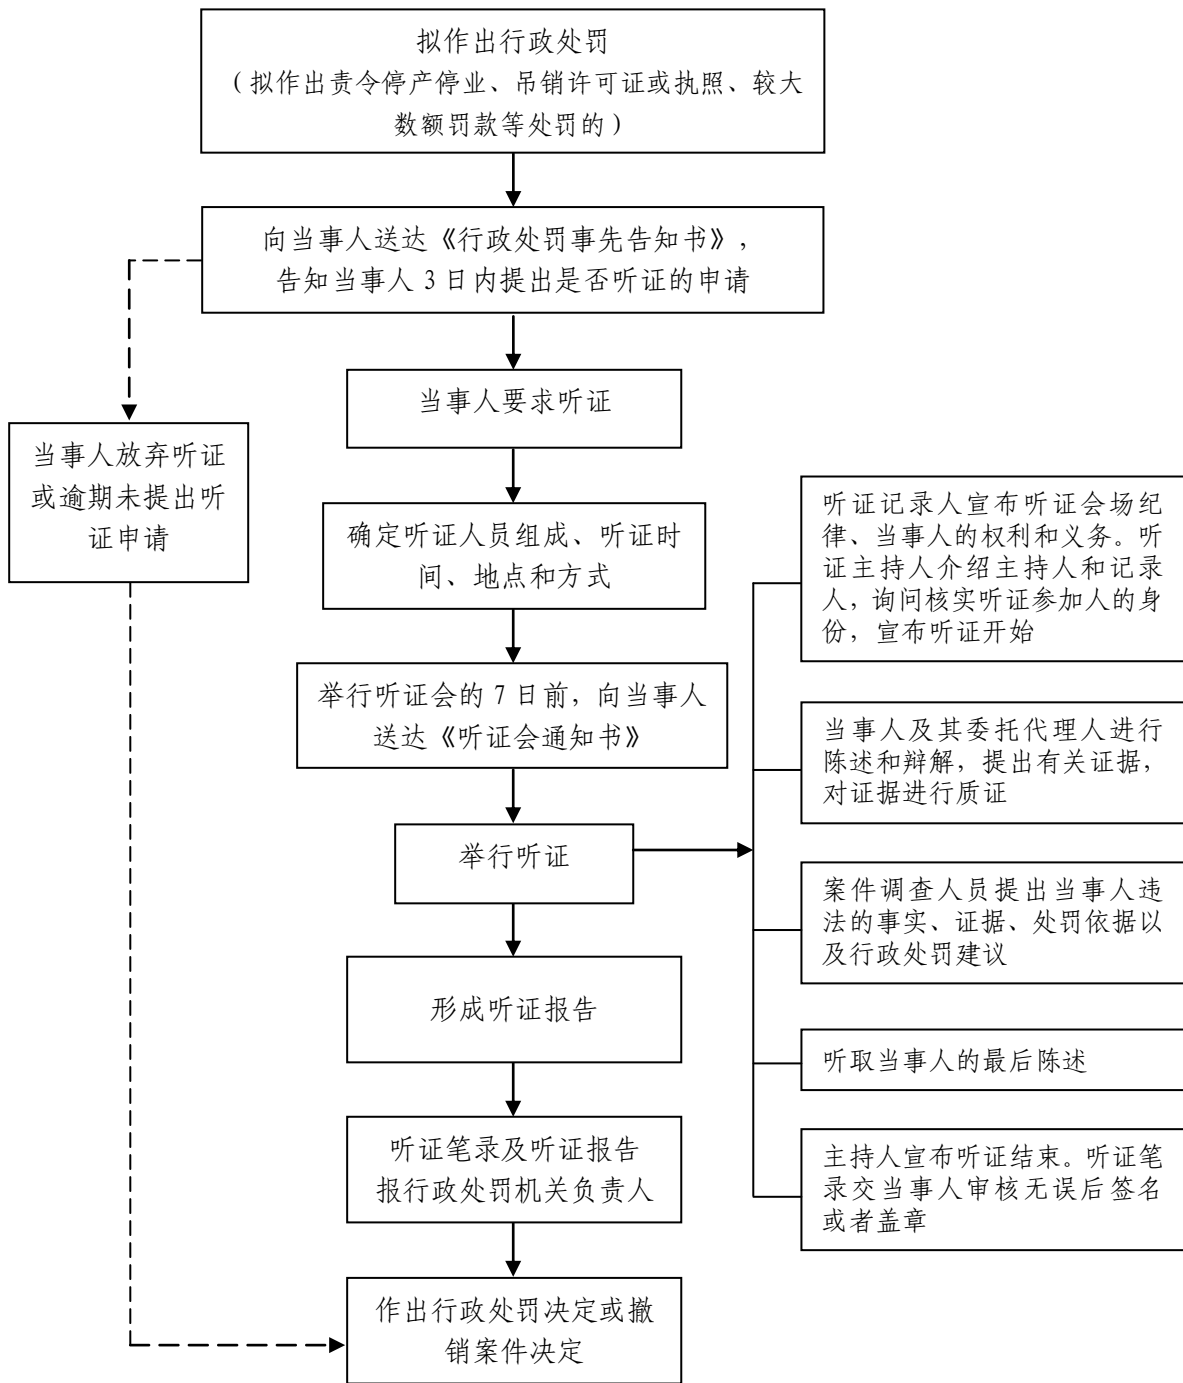 拟作出行政处罚
（拟作出责令停产停业、吊销许可证或执照、较大
数额罚款等处罚的）
向当事人送达《行政处罚事先告知书》，
告知当事人 3 日内提出是否听证的申请
当事人要求听证
当事人放弃听证
或逾期未提出听
证申请
确定听证人员组成、听证时
间、地点和方式
举行听证会的 7 日前，向当事人
送达《听证会通知书》
举行听证
形成听证报告
听证笔录及听证报告
报行政处罚机关负责人
作出行政处罚决定或撤
销案件决定
听证记录人宣布听证会场纪
律、当事人的权利和义务。听
证主持人介绍主持人和记录
人，询问核实听证参加人的身
份，宣布听证开始
当事人及其委托代理人进行
陈述和辩解，提出有关证据，
对证据进行质证
案件调查人员提出当事人违
法的事实、证据、处罚依据以
及行政处罚建议
听取当事人的最后陈述
主持人宣布听证结束。听证笔
录交当事人审核无误后签名
或者盖章